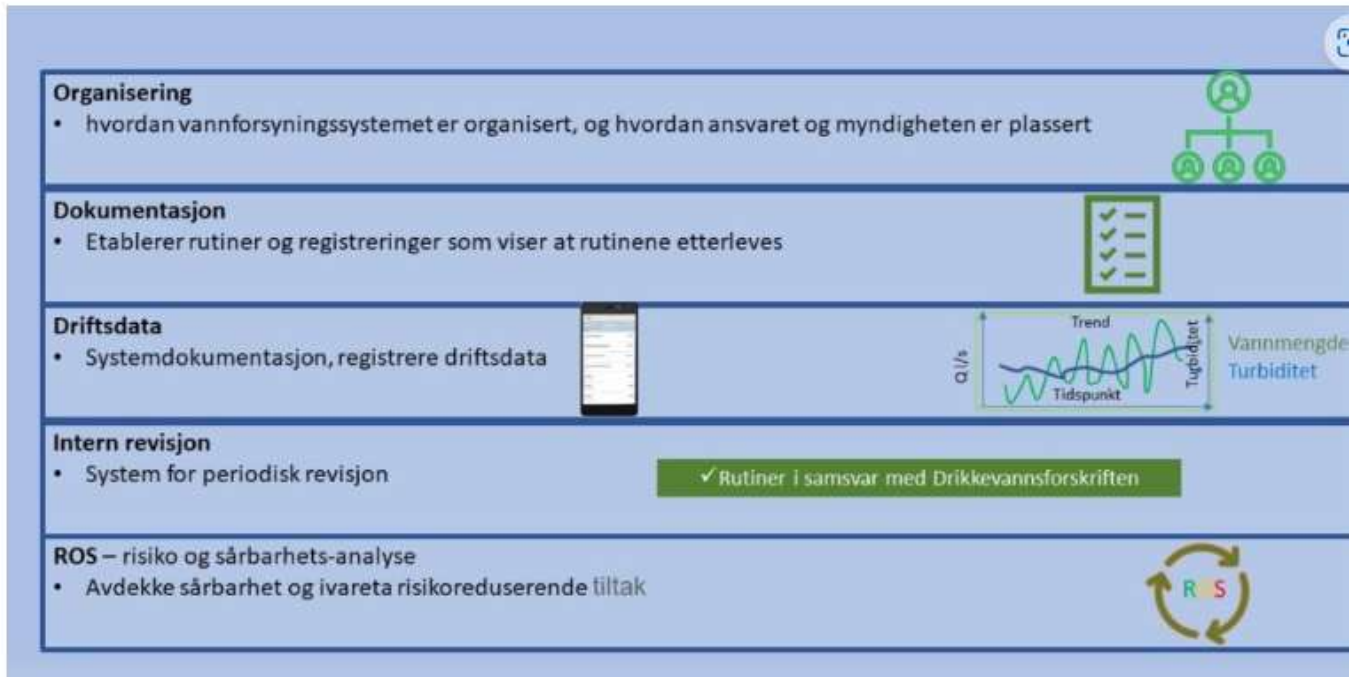 Organisering
• hvordan vannforsyningssystemet er organisert, og hvordan ansvaret og myndigheten er plassert
Dokumentasjon
• Etablerer rutiner og registreringer som viser at rutinene etterleves
Driftsdata
• Systemdokumentasjon, registrere driftsdata
Q l/s
Trend
Tidspunkt
Turbiditet
Vannmengde
Turbiditet
Intern revisjon
• System for periodisk revisjon
✓Rutiner i samsvar med Drikkevannsforskriften
ROS – risiko og sårbarhets-analyse
• Avdekke sårbarhet og ivareta risikoreduserende tiltak
ROS